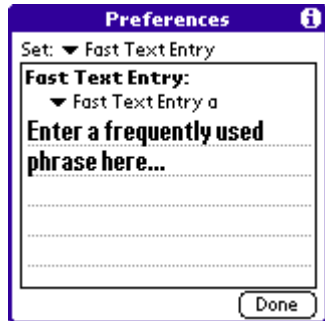 Preferences
Set: Fast Text Entry
Fast Text Entry:
Fast Text Entry a
Enter a frequently used
phrase here...
Done